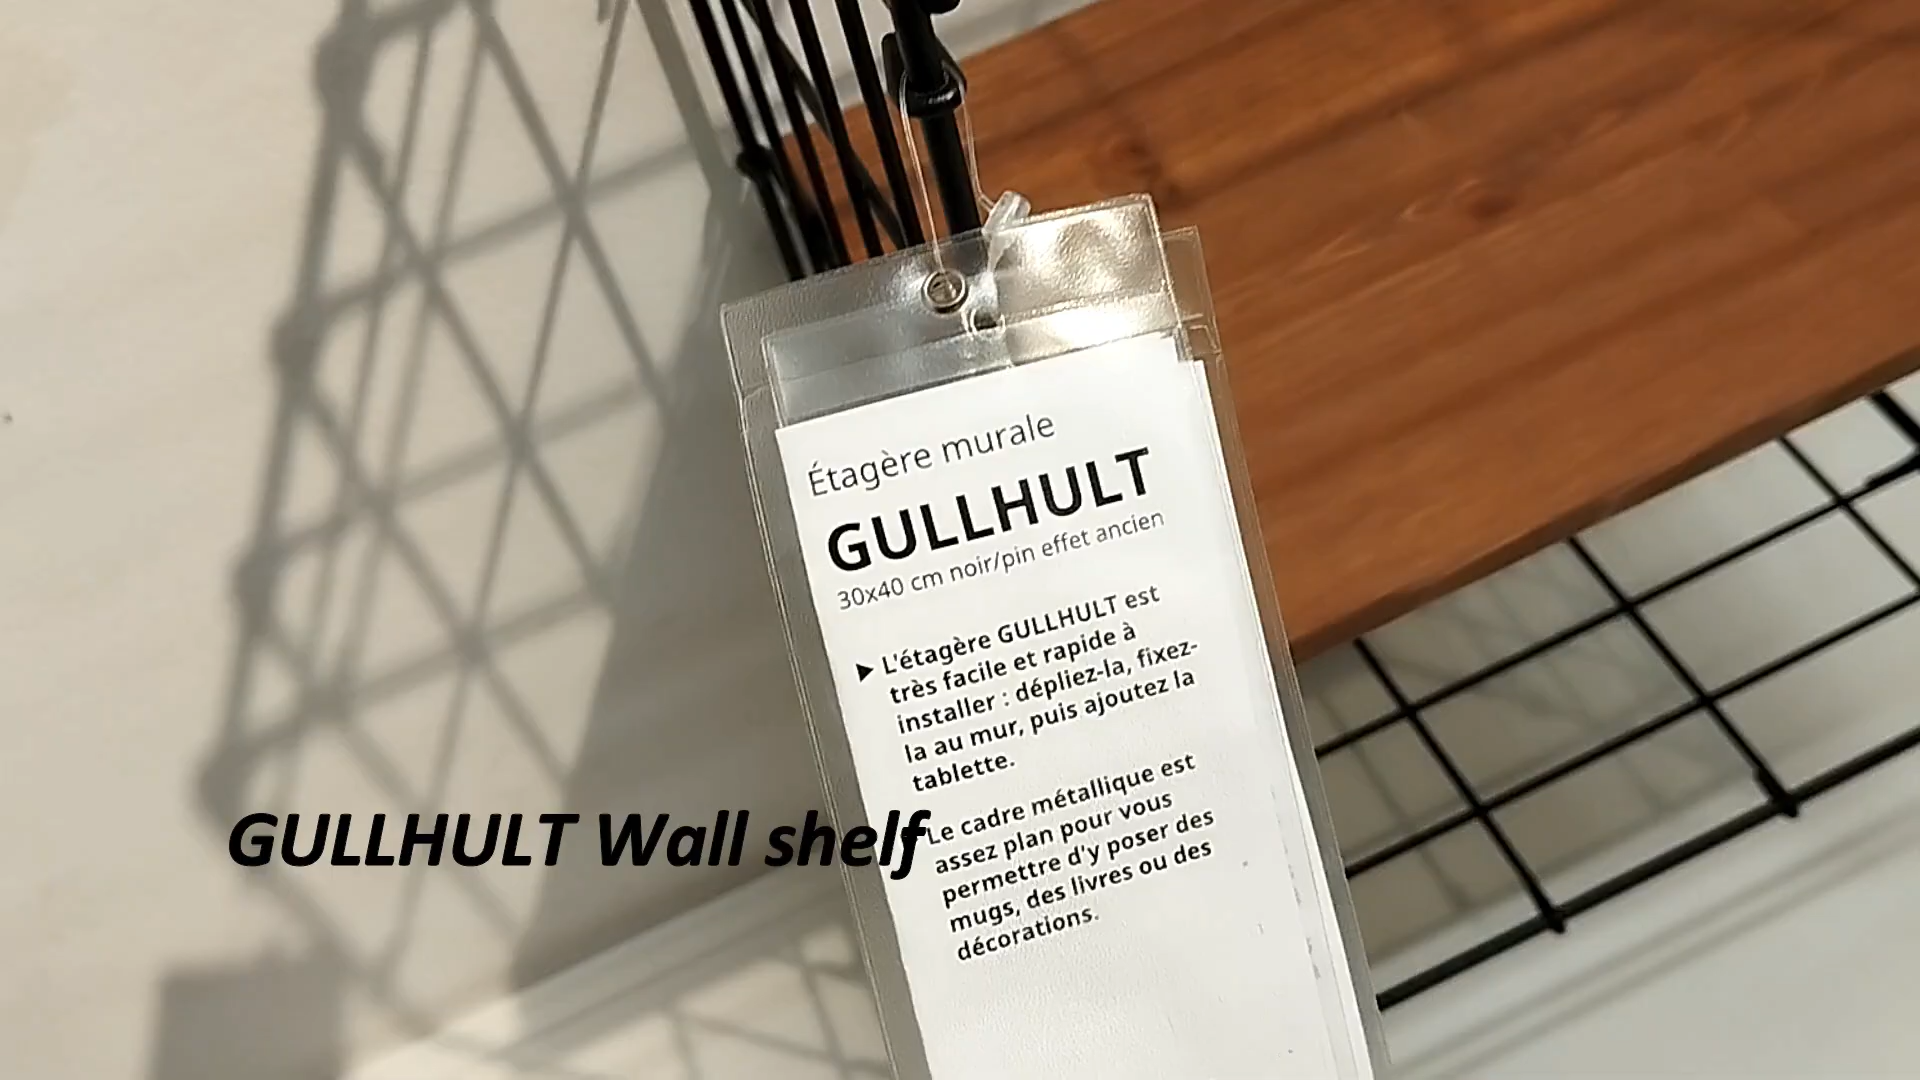 Étagère murale
GULLHULT
30x40 cm noir/pin effet ancien
▶ L'étagère GULLHULT est
très facile et rapide à
installer : dépliez-la, fixez-
la au mur, puis ajoutez la
tablette.
Le cadre métallique est
assez plan pour vous
permettre d'y poser des
mugs, des livres ou des
décorations.
GULLHULT Wall shelf